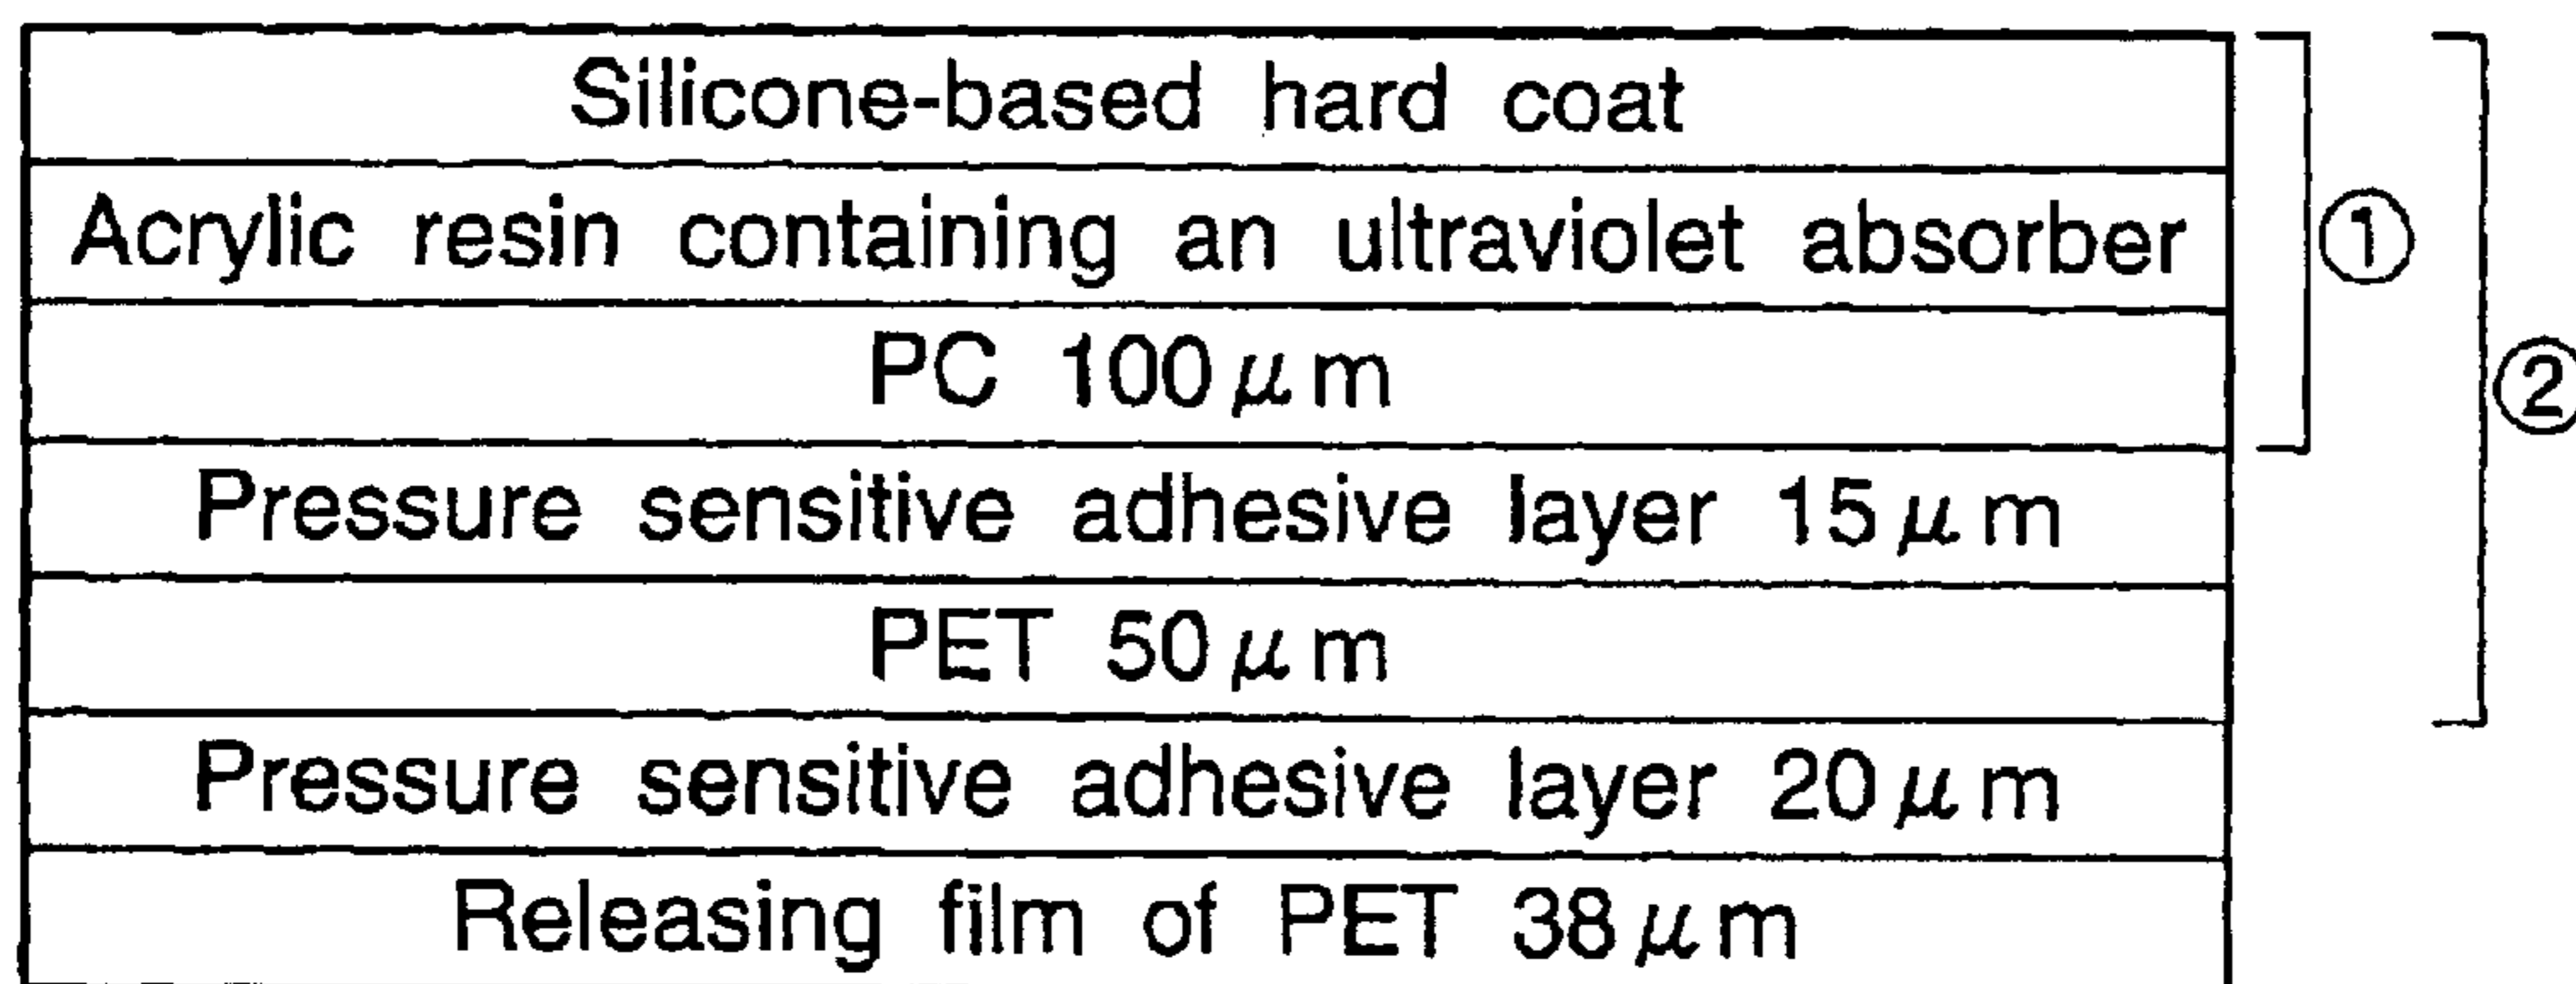 Silicone-based hard coat
Acrylic resin containing an ultraviolet absorber
①
PC 100μm
②
Pressure sensitive adhesive layer 15μm
PET 50μm
Pressure sensitive adhesive layer 20μm
Releasing film of PET 38μm